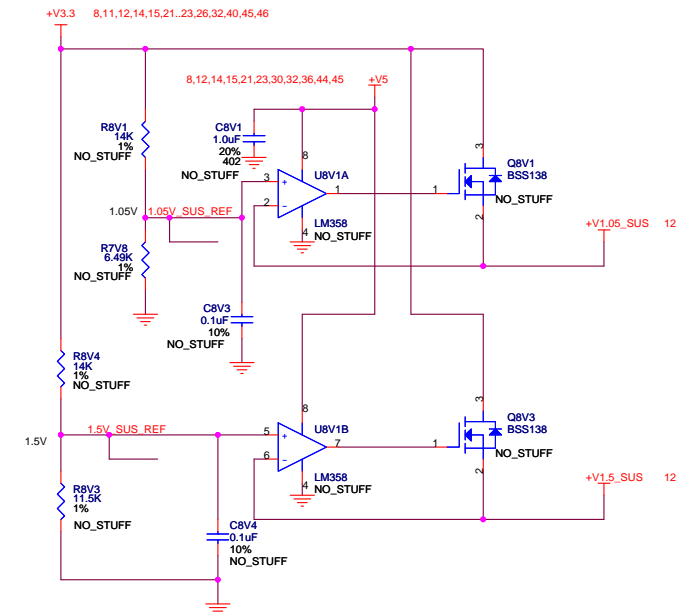 +V3.3 8,11,12,14,15,21..23,26,32,40,45,46
8,12,14,15,21,23,30,32,36,44,45 +V5
R8V1
14K
1%
NO_STUFF
C8V1
1.0uF
20%
402
NO_STUFF
8
3
+
2
-
1
4
U8V1A
LM358
NO_STUFF
3
1
2
Q8V1
BSS138
NO_STUFF
1.05V 1.05V_SUS_REF
+V1.05_SUS 12
R7V8
6.49K
1%
NO_STUFF
C8V3
0.1uF
10%
NO_STUFF
R8V4
14K
1%
NO_STUFF
1.5V 1.5V_SUS_REF
8
5
+
6
-
7
4
U8V1B
LM358
NO_STUFF
3
1
2
Q8V3
BSS138
NO_STUFF
+V1.5_SUS 12
R8V3
11.5K
1%
NO_STUFF
C8V4
0.1uF
10%
NO_STUFF